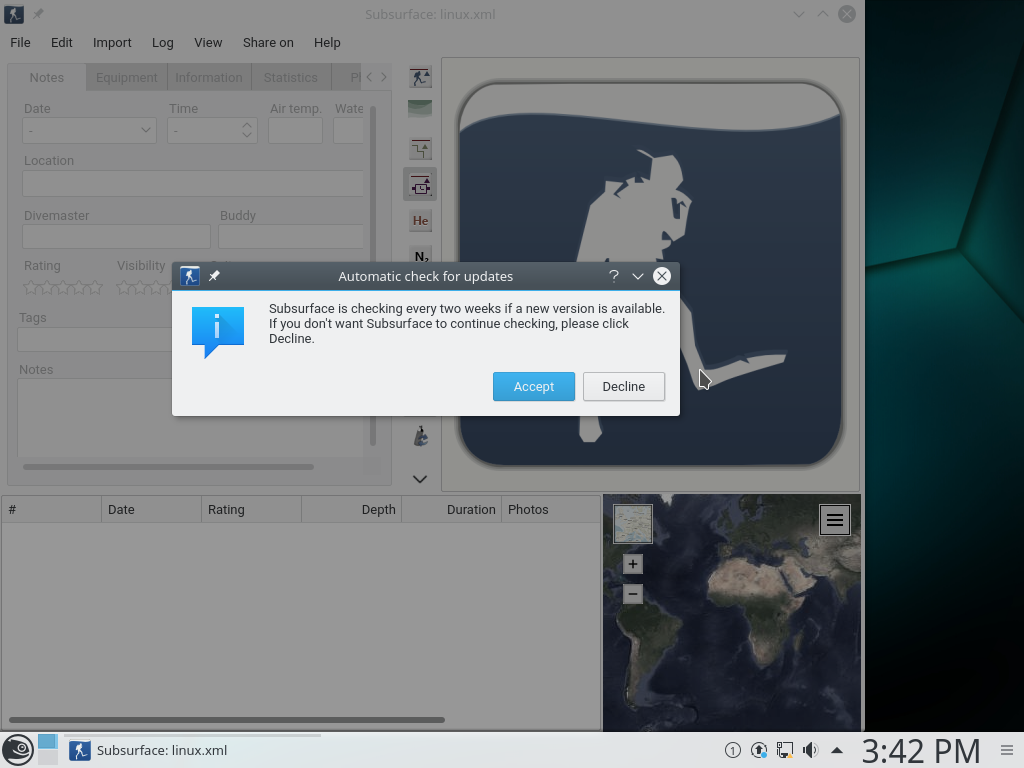 Subsurface: linux.xml
File Edit Import Log View Share on Help
Notes Equipment Information Statistics
Date Time Air temp. Wate
- -
Location
Divemaster Buddy
Rating Visibility
Tags
Notes
He
N₂
Automatic check for updates
Subsurface is checking every two weeks if a new version is available.
If you don't want Subsurface to continue checking, please click
Decline.
Accept Decline
# Date Rating Depth Duration Photos
+
−
Subsurface: linux.xml
1
3:42 PM